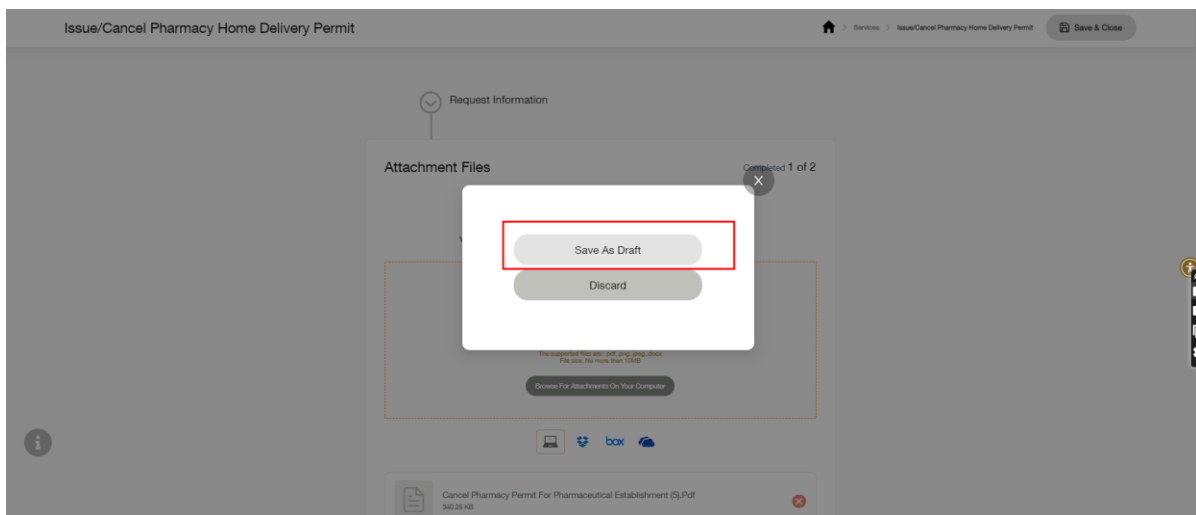 Issue/Cancel Pharmacy Home Delivery Permit
> Services > Issue/Cancel Pharmacy Home Delivery Permit
Save & Close
Request Information
Attachment Files
Completed 1 of 2
X
Save As Draft
Discard
The supported files are: .pdf,.png,.jpeg,.docx
File size: No more than 10MB
Browse For Attachments On Your Computer
box
Cancel Pharmacy Permit For Pharmaceutical Establishment (5).Pdf
340.25 KB